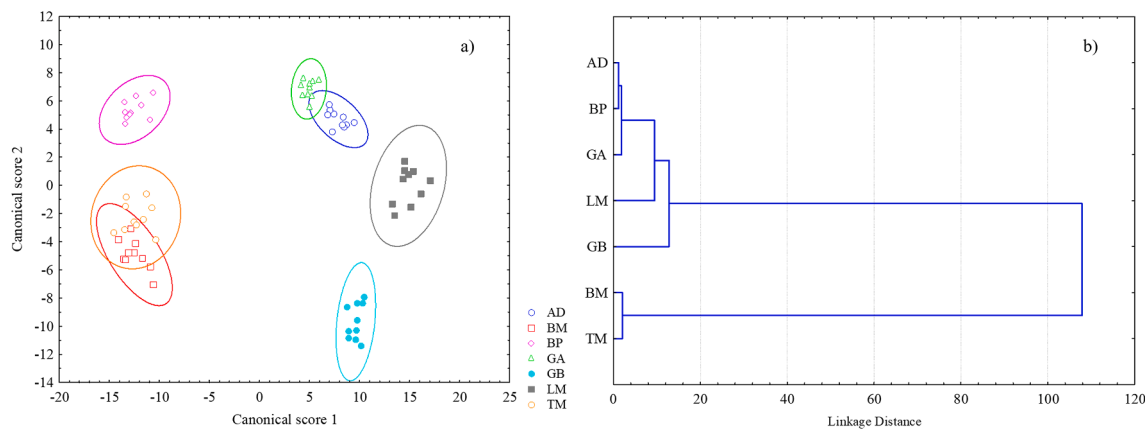 a)
12
10
8
6
4
2
0
-2
-4
-6
-8
-10
-12
-14
Canonical score 2
-20 -15 -10 -5 0 5 10 15 20 25
Canonical score 1
AD
BM
BP
GA
GB
LM
TM
b)
AD
BP
GA
LM
GB
BM
TM
0 20 40 60 80 100 120
Linkage Distance